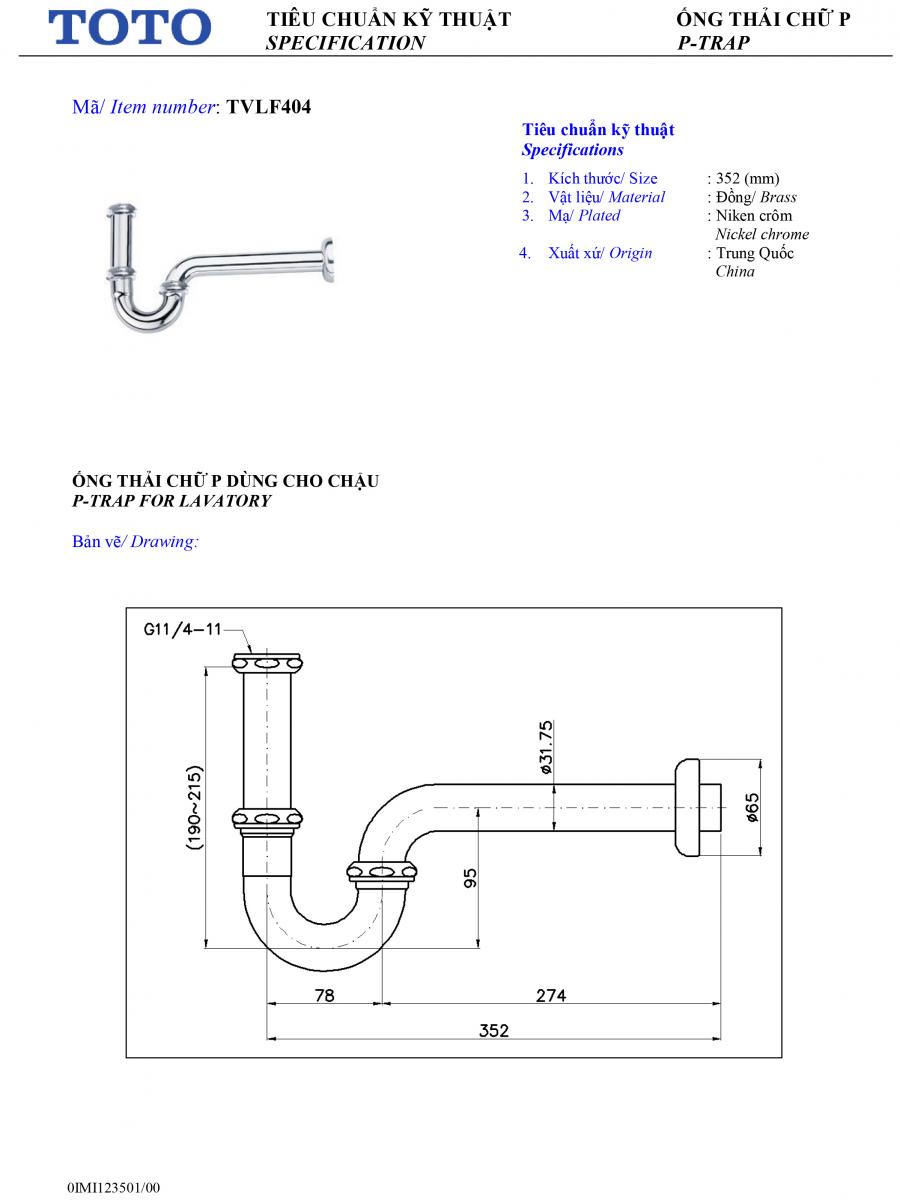 TOTO
TIÊU CHUẨN KỸ THUẬT
SPECIFICATION
ỐNG THẢI CHỮ P
P-TRAP
Mã/ Item number: TVLF404
Tiêu chuẩn kỹ thuật
Specifications
1. Kích thước/ Size : 352 (mm)
2. Vật liệu/ Material : Đồng/ Brass
3. Mạ/ Plated : Niken crôm
Nickel chrome
4. Xuất xứ/ Origin : Trung Quốc
China
ỐNG THẢI CHỮ P DÙNG CHO CHẬU
P-TRAP FOR LAVATORY
Bản vẽ/ Drawing:
G11/4-11
(190~215)
ø31.75
ø65
95
78
274
352
0IMI123501/00